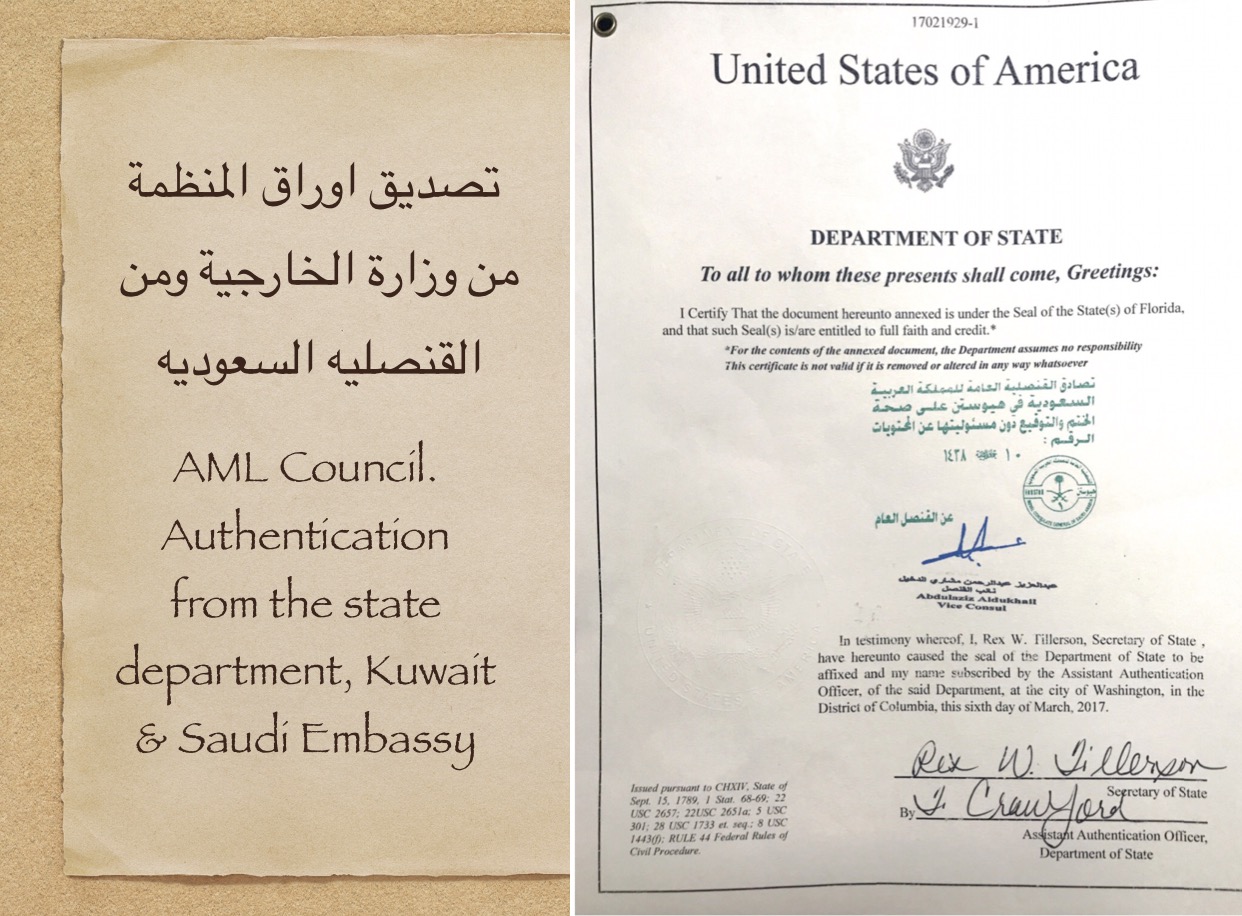 تصديق اوراق المنظمة
من وزارة الخارجية ومن
القنصليه السعوديه
AML Council.
Authentication
from the state
department, Kuwait
& Saudi Embassy
17021929-1
United States of America
DEPARTMENT OF STATE
To all to whom these presents shall come, Greetings:
I Certify That the document hereunto annexed is under the Seal of the State(s) of Florida,
and that such Seal(s) is/are entitled to full faith and credit.*
*For the contents of the annexed document, the Department assumes no responsibility
This certificate is not valid if it is removed or altered in any way whatsoever
تصادق القنصلية العامة للمملكة العربية
السعودية في هيوستن على صحة
الختم والتوقيع دون مسئوليتها عن المحتويات
الرقم :
١٠ ١٤٣٨
عن القنصل العام
عبدالعزيز عبدالرحمن مشاري الدخيل
نائب القنصل
Abdulaziz Aldukhail
Vice Consul
In testimony whereof, I, Rex W. Tillerson, Secretary of State ,
have hereunto caused the seal of the Department of State to be
affixed and my name subscribed by the Assistant Authentication
Officer, of the said Department, at the city of Washington, in the
District of Columbia, this sixth day of March, 2017.
Rex W. Tillerson
Secretary of State
By T. Crawford
Assistant Authentication Officer,
Department of State
Issued pursuant to CHXIV, State of
Sept. 15, 1789, 1 Stat. 68-69; 22
USC 2657; 22USC 2651a; 5 USC
301; 28 USC 1733 et. seq.; 8 USC
1443(f); RULE 44 Federal Rules of
Civil Procedure.